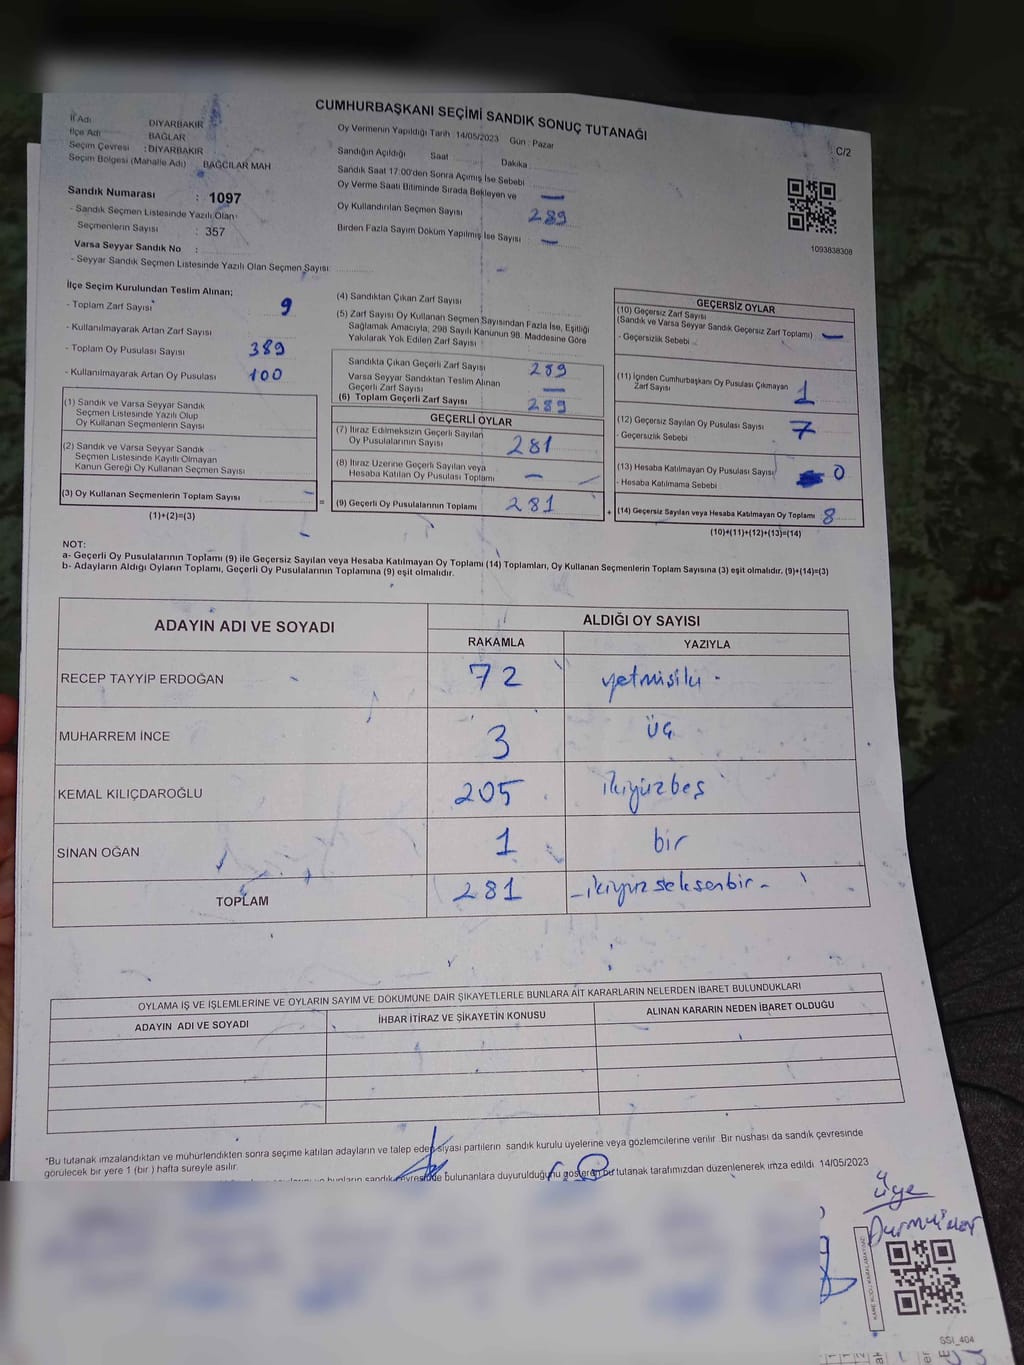 CUMHURBAŞKANI SEÇİMİ SANDIK SONUÇ TUTANAĞI
C/2
İl Adı DİYARBAKIR
İlçe Adı BAĞLAR
Seçim Çevresi : DİYARBAKIR
Seçim Bölgesi (Mahalle Adı) BAĞCILAR MAH
Sandık Numarası : 1097
- Sandık Seçmen Listesinde Yazılı Olan
Seçmenlerin Sayısı : 357
Varsa Seyyar Sandık No :
- Seyyar Sandık Seçmen Listesinde Yazılı Olan Seçmen Sayısı
Oy Vermenin Yapıldığı Tarih 14/05/2023 Gün : Pazar
Sandığın Açıldığı Saat Dakika
Sandık Saat 17.00'den Sonra Açımış İse Sebebi
Oy Verme Saati Bitiminde Sırada Bekleyen ve —
Oy Kullandırılan Seçmen Sayısı 289
Birden Fazla Sayım Döküm Yapılmış İse Sayısı —
1093838308
İlçe Seçim Kurulundan Teslim Alınan;
- Toplam Zarf Sayısı 9
- Kullanılmayarak Artan Zarf Sayısı
- Toplam Oy Pusulası Sayısı 389
- Kullanılmayarak Artan Oy Pusulası 100
(1) Sandık ve Varsa Seyyar Sandık
Seçmen Listesinde Yazılı Olup
Oy Kullanan Seçmenlerin Sayısı
(2) Sandık ve Varsa Seyyar Sandık
Seçmen Listesinde Kayıtlı Olmayan
Kanun Gereği Oy Kullanan Seçmen Sayısı
(3) Oy Kullanan Seçmenlerin Toplam Sayısı –
(1)+(2)=(3)
(4) Sandıktan Çıkan Zarf Sayısı
(5) Zarf Sayısı Oy Kullanan Seçmen Sayısından Fazla İse, Eşitliği
Sağlamak Amacıyla, 298 Sayılı Kanunun 98. Maddesine Göre
Yakılarak Yok Edilen Zarf Sayısı
Sandıkta Çıkan Geçerli Zarf Sayısı 289
Varsa Seyyar Sandıktan Teslim Alınan
Geçerli Zarf Sayısı —
(6) Toplam Geçerli Zarf Sayısı 289
GEÇERLİ OYLAR
(7) İtiraz Edilmeksizin Geçerli Sayılan
Oy Pusulalarının Sayısı 281
(8) İtiraz Üzerine Geçerli Sayılan veya
Hesaba Katılan Oy Pusulası Toplamı —
= (9) Geçerli Oy Pusulalarının Toplamı 281
GEÇERSİZ OYLAR
(10) Geçersiz Zarf Sayısı
(Sandık ve Varsa Seyyar Sandık Geçersiz Zarf Toplamı) —
- Geçersizlik Sebebi
(11) İçinden Cumhurbaşkanı Oy Pusulası Çıkmayan
Zarf Sayısı 1
(12) Geçersiz Sayılan Oy Pusulası Sayısı 7
- Geçersizlik Sebebi
(13) Hesaba Katılmayan Oy Pusulası Sayısı 0
- Hesaba Katılmama Sebebi
+ (14) Geçersiz Sayılan veya Hesaba Katılmayan Oy Toplamı 8
(10)+(11)+(12)+(13)=(14)
NOT:
a- Geçerli Oy Pusulalarının Toplamı (9) ile Geçersiz Sayılan veya Hesaba Katılmayan Oy Toplamı (14) Toplamları, Oy Kullanan Seçmenlerin Toplam Sayısına (3) eşit olmalıdır. (9)+(14)=(3)
b- Adayların Aldığı Oyların Toplamı, Geçerli Oy Pusulalarının Toplamına (9) eşit olmalıdır.
ADAYIN ADI VE SOYADI ALDIĞI OY SAYISI
RAKAMLA YAZIYLA
RECEP TAYYİP ERDOĞAN 72 yetmişiki
MUHARREM İNCE 3 üç
KEMAL KILIÇDAROĞLU 205 ikiyüzbeş
SİNAN OĞAN 1 bir
TOPLAM 281 – ikiyüzseksenbir –
OYLAMA İŞ VE İŞLEMLERİNE VE OYLARIN SAYIM VE DÖKÜMÜNE DAİR ŞİKAYETLERLE BUNLARA AİT KARARLARIN NELERDEN İBARET BULUNDUKLARI
ADAYIN ADI VE SOYADI İHBAR İTİRAZ VE ŞİKAYETİN KONUSU ALINAN KARARIN NEDEN İBARET OLDUĞU
*Bu tutanak imzalandıktan ve mühürlendikten sonra seçime katılan adayların ve talep eden siyasi partilerin sandık kurulu üyelerine veya gözlemcilerine verilir. Bir nüshası da sandık çevresinde
görülecek bir yere 1 (bir) hafta süreyle asılır.
bulunanlara duyurulduğunu gösteren bu tutanak tarafımızdan düzenlenerek imza edildi 14/05/2023
Üye
SSI_404